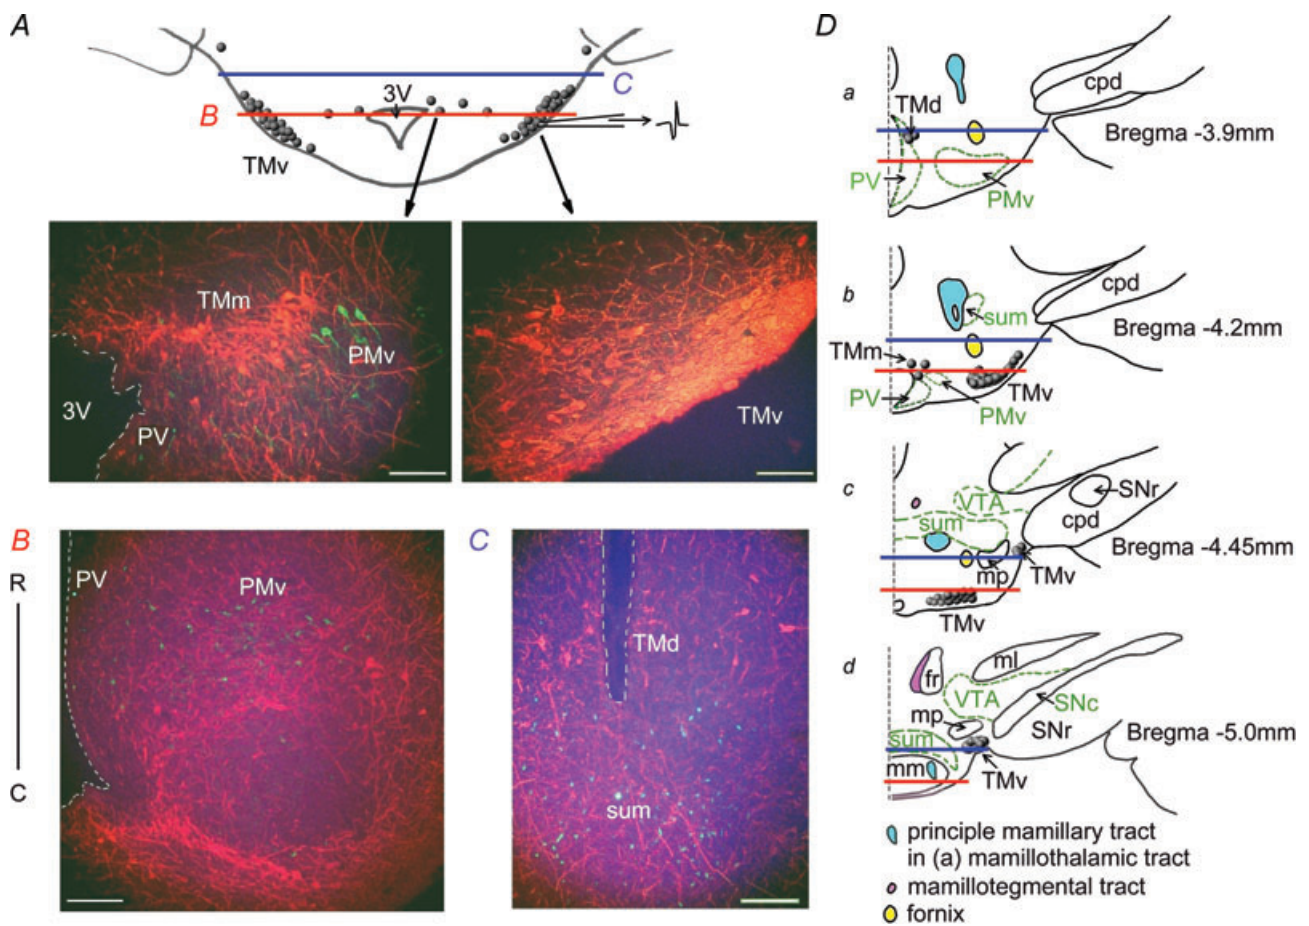 A
3V
C
B
TMv
TMm
PMv
3V
PV
TMv
B
R
C
PV
PMv
C
TMd
sum
D
a
cpd
TMd
Bregma -3.9mm
PV
PMv
b
cpd
sum
Bregma -4.2mm
TMm
TMv
PV
PMv
c
VTA
SNr
sum
cpd
Bregma -4.45mm
mp
TMv
TMv
d
ml
fr
VTA
SNc
mp
SNr
Bregma -5.0mm
sum
mm
TMv
principle mamillary tract
in (a) mamillothalamic tract
mamillotegmental tract
fornix